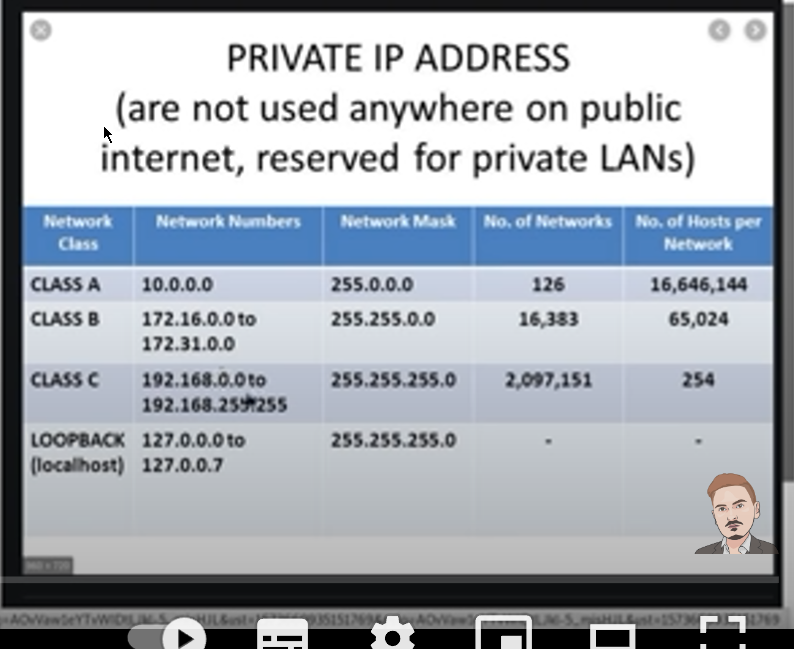 PRIVATE IP ADDRESS
(are not used anywhere on public
internet, reserved for private LANs)
Network Class Network Numbers Network Mask No. of Networks No. of Hosts per Network
CLASS A 10.0.0.0 255.0.0.0 126 16,646,144
CLASS B 172.16.0.0 to 172.31.0.0 255.255.0.0 16,383 65,024
CLASS C 192.168.0.0 to 192.168.255.255 255.255.255.0 2,097,151 254
LOOPBACK (localhost) 127.0.0.0 to 127.0.0.7 255.255.255.0 - -
960 x 720